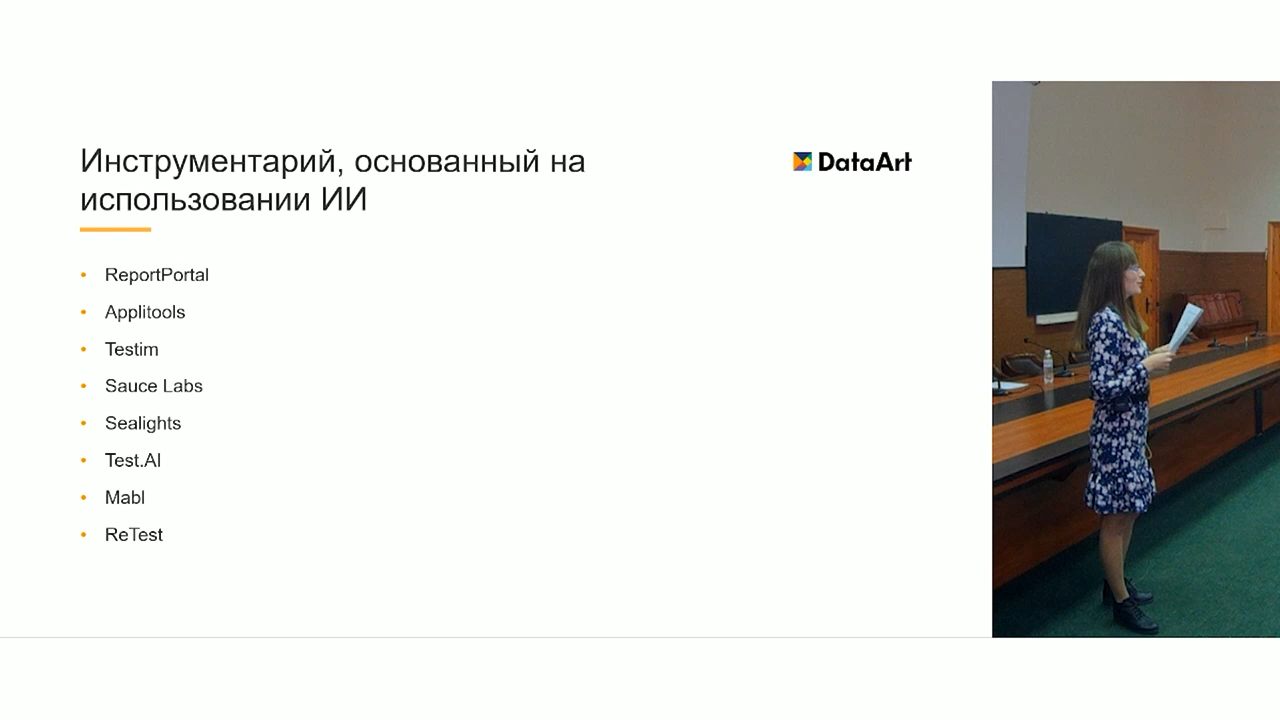 Инструментарий, основанный на
использовании ИИ
DataArt
ReportPortal
Applitools
Testim
Sauce Labs
Sealights
Test.AI
Mabl
ReTest